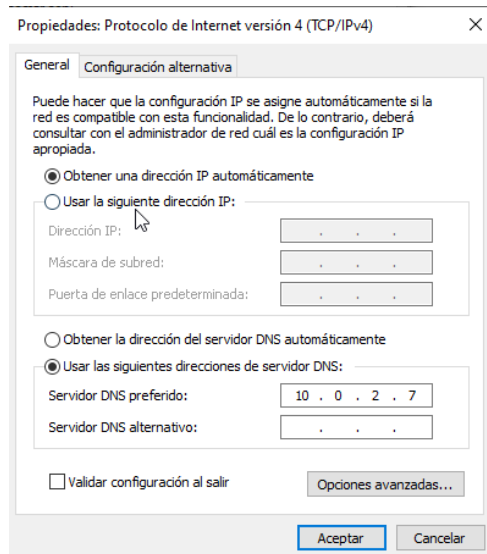 Propiedades: Protocolo de Internet versión 4 (TCP/IPv4)
General
Configuración alternativa
Puede hacer que la configuración IP se asigne automáticamente si la
red es compatible con esta funcionalidad. De lo contrario, deberá
consultar con el administrador de red cuál es la configuración IP
apropiada.
Obtener una dirección IP automáticamente
Usar la siguiente dirección IP:
Dirección IP:
Máscara de subred:
Puerta de enlace predeterminada:
Obtener la dirección del servidor DNS automáticamente
Usar las siguientes direcciones de servidor DNS:
Servidor DNS preferido: 10 . 0 . 2 . 7
Servidor DNS alternativo: . . .
Validar configuración al salir
Opciones avanzadas...
Aceptar
Cancelar